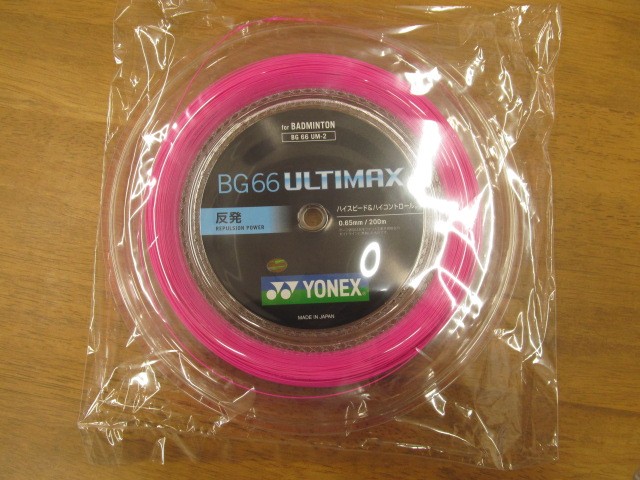 for BADMINTON
BG 66 UM-2
BG66 ULTIMAX
反発
REPULSION POWER
ハイスピード&ハイコントロール
0.65mm / 200m
YONEX
MADE IN JAPAN